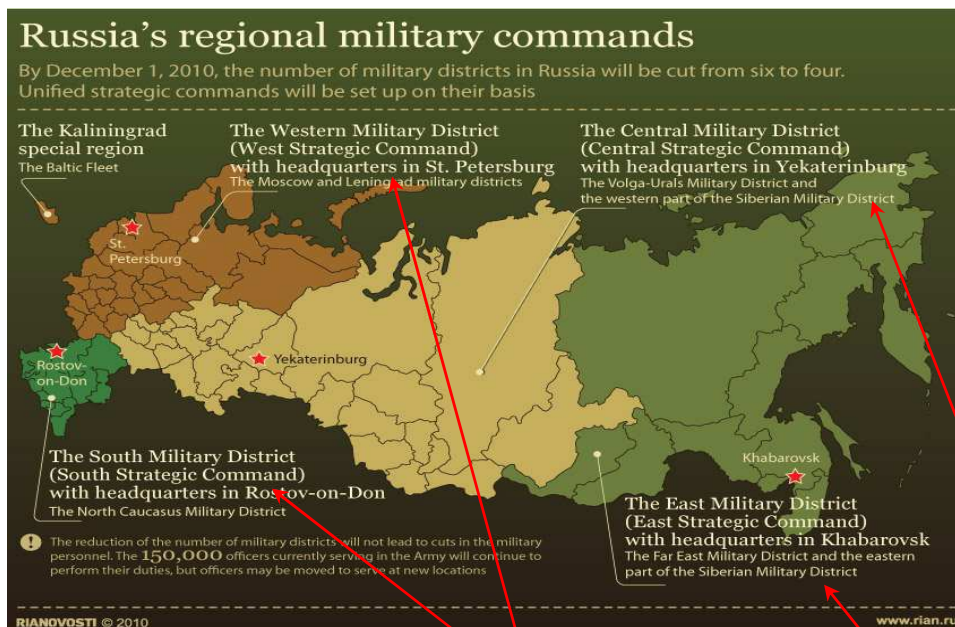 Russia's regional military commands
By December 1, 2010, the number of military districts in Russia will be cut from six to four.
Unified strategic commands will be set up on their basis
The Kaliningrad
special region
The Baltic Fleet
The Western Military District
(West Strategic Command)
with headquarters in St. Petersburg
The Moscow and Leningrad military districts
The Central Military District
(Central Strategic Command)
with headquarters in Yekaterinburg
The Volga-Urals Military District and
the western part of the Siberian Military District
St.
Petersburg
Rostov-
on-Don
Yekaterinburg
Khabarovsk
The South Military District
(South Strategic Command)
with headquarters in Rostov-on-Don
The North Caucasus Military District
The East Military District
(East Strategic Command)
with headquarters in Khabarovsk
The Far East Military District and the eastern
part of the Siberian Military District
! The reduction of the number of military districts will not lead to cuts in the military
personnel. The 150,000 officers currently serving in the Army will continue to
perform their duties, but officers may be moved to serve at new locations
RIANOVOSTI © 2010
www.rian.ru